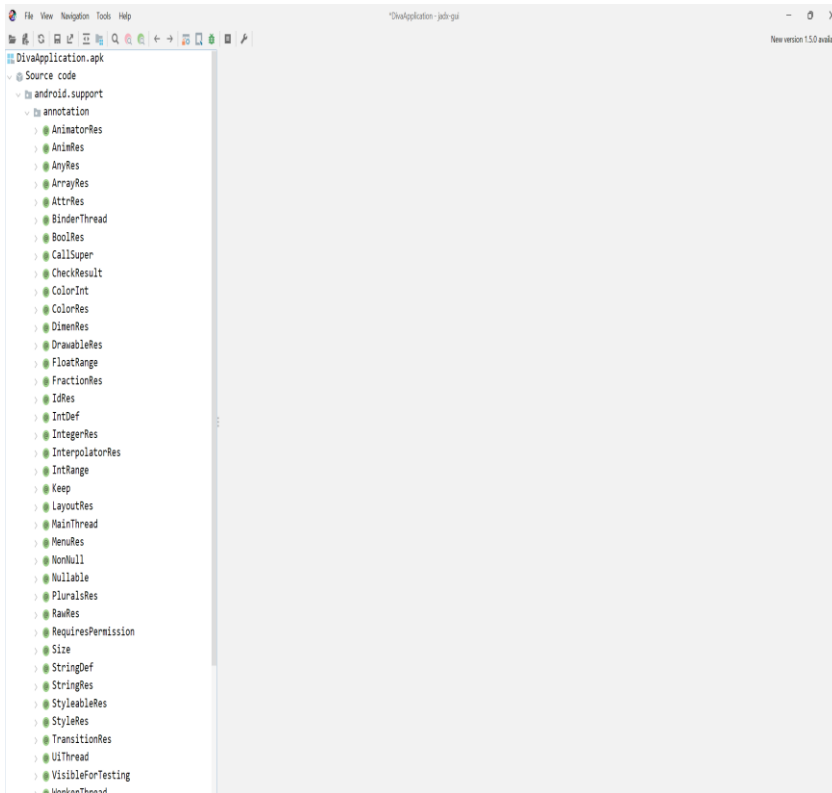 File View Navigation Tools Help
*DivaApplication - jadx-gui
New version 1.5.0 availa
DivaApplication.apk
Source code
android.support
annotation
AnimatorRes
AnimRes
AnyRes
ArrayRes
AttrRes
BinderThread
BoolRes
CallSuper
CheckResult
ColorInt
ColorRes
DimenRes
DrawableRes
FloatRange
FractionRes
IdRes
IntDef
IntegerRes
InterpolatorRes
IntRange
Keep
LayoutRes
MainThread
MenuRes
NonNull
Nullable
PluralsRes
RawRes
RequiresPermission
Size
StringDef
StringRes
StyleableRes
StyleRes
TransitionRes
UiThread
VisibleForTesting
WorkerThread